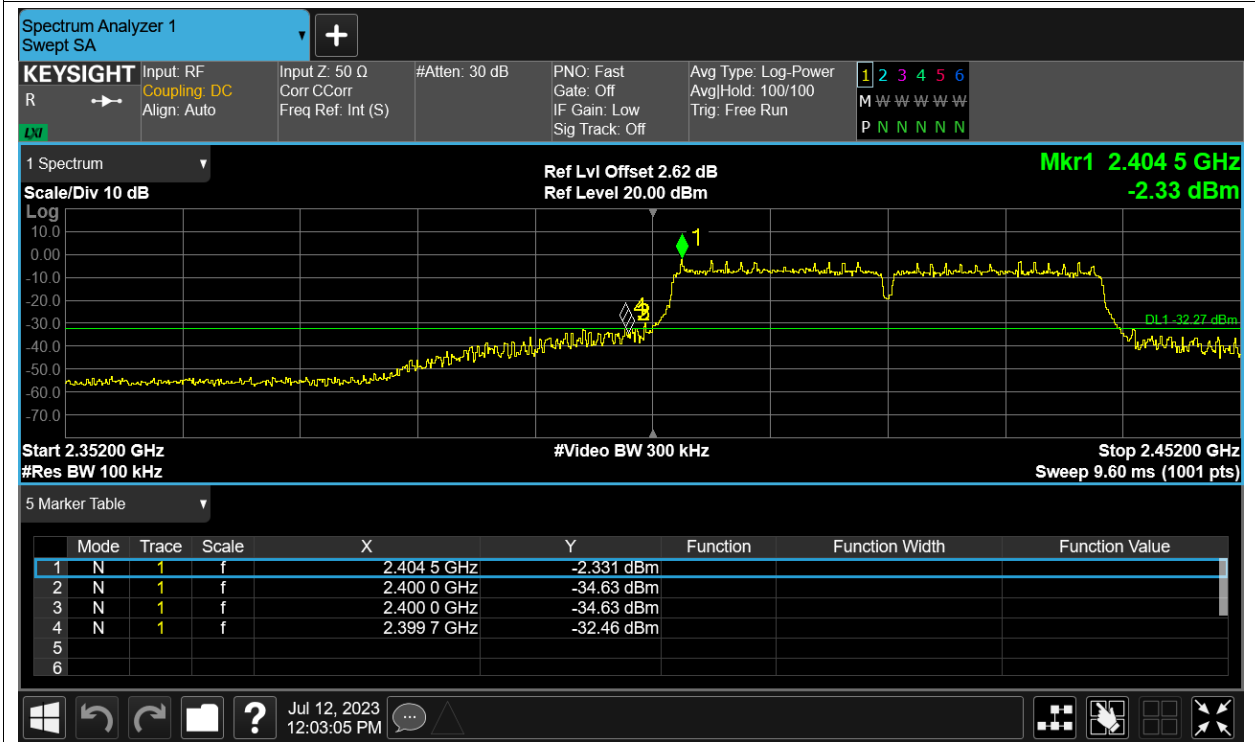 Spectrum Analyzer 1
Swept SA
KEYSIGHT
R
LXI
Input: RF
Coupling: DC
Align: Auto
Input Z: 50 Ω
Corr CCorr
Freq Ref: Int (S)
#Atten: 30 dB
PNO: Fast
Gate: Off
IF Gain: Low
Sig Track: Off
Avg Type: Log-Power
Avg|Hold: 100/100
Trig: Free Run
1 2 3 4 5 6
M W W W W W
P N N N N N
1 Spectrum
Scale/Div 10 dB
Ref Lvl Offset 2.62 dB
Ref Level 20.00 dBm
Mkr1 2.404 5 GHz
-2.33 dBm
Log
10.0
0.00
-10.0
-20.0
-30.0
-40.0
-50.0
-60.0
-70.0
1
DL1 -32.27 dBm
Start 2.35200 GHz
#Video BW 300 kHz
Stop 2.45200 GHz
#Res BW 100 kHz
Sweep 9.60 ms (1001 pts)
5 Marker Table
Mode Trace Scale X Y Function Function Width Function Value
1 N 1 f 2.404 5 GHz -2.331 dBm
2 N 1 f 2.400 0 GHz -34.63 dBm
3 N 1 f 2.400 0 GHz -34.63 dBm
4 N 1 f 2.399 7 GHz -32.46 dBm
5
6
?
Jul 12, 2023
12:03:05 PM